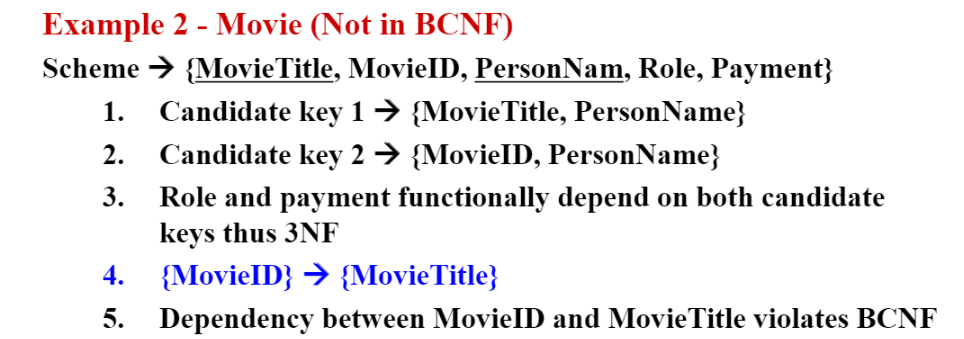 Example 2 - Movie (Not in BCNF)
Scheme → {MovieTitle, MovieID, PersonNam, Role, Payment}
1. Candidate key 1 → {MovieTitle, PersonName}
2. Candidate key 2 → {MovieID, PersonName}
3. Role and payment functionally depend on both candidate
keys thus 3NF
4. {MovieID} → {MovieTitle}
5. Dependency between MovieID and MovieTitle violates BCNF